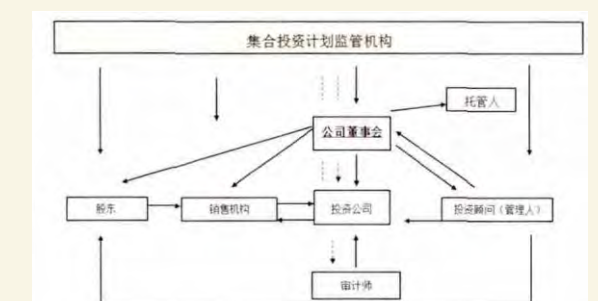 集合投资计划监管机构
托管人
公司董事会
股东
销售机构
投资公司
投资顾问（管理人）
审计师